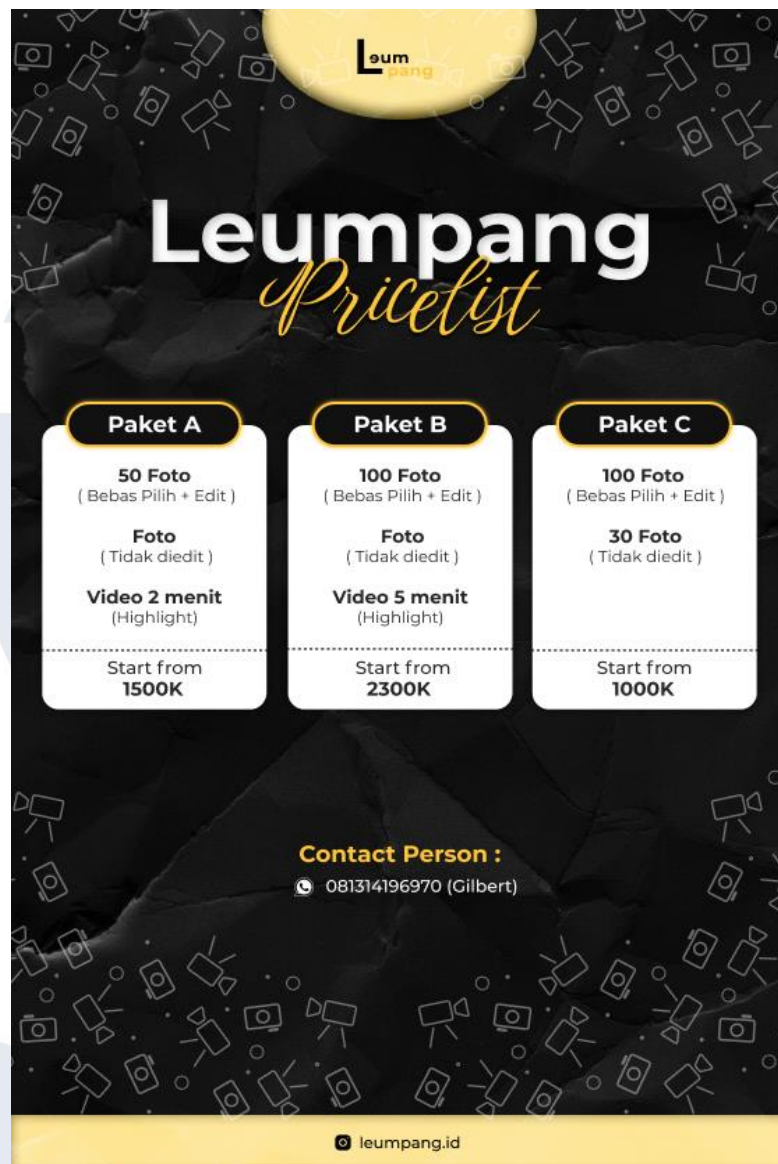 Leum
pang
Leumpang
Pricelist
Paket A
50 Foto
( Bebas Pilih + Edit )
Foto
( Tidak diedit )
Video 2 menit
(Highlight)
Start from
1500K
Paket B
100 Foto
( Bebas Pilih + Edit )
Foto
( Tidak diedit )
Video 5 menit
(Highlight)
Start from
2300K
Paket C
100 Foto
( Bebas Pilih + Edit )
30 Foto
( Tidak diedit )
Start from
1000K
Contact Person :
081314196970 (Gilbert)
leumpang.id